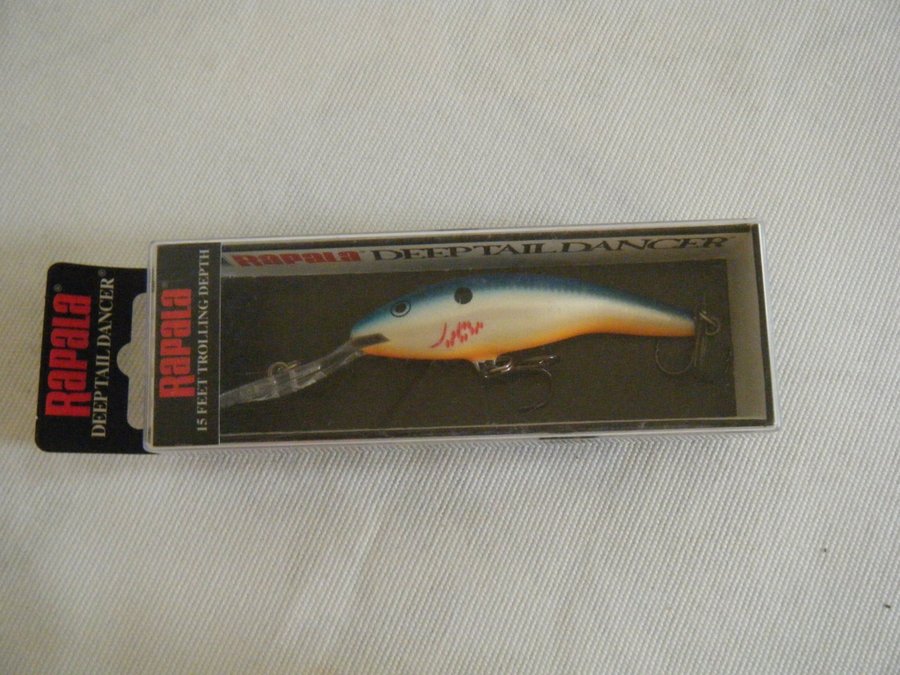 RAPALA®
DEEP TAIL DANCER®
RAPALA®
15 FEET TROLLING DEPTH
RAPALA DEEP TAIL DANCER